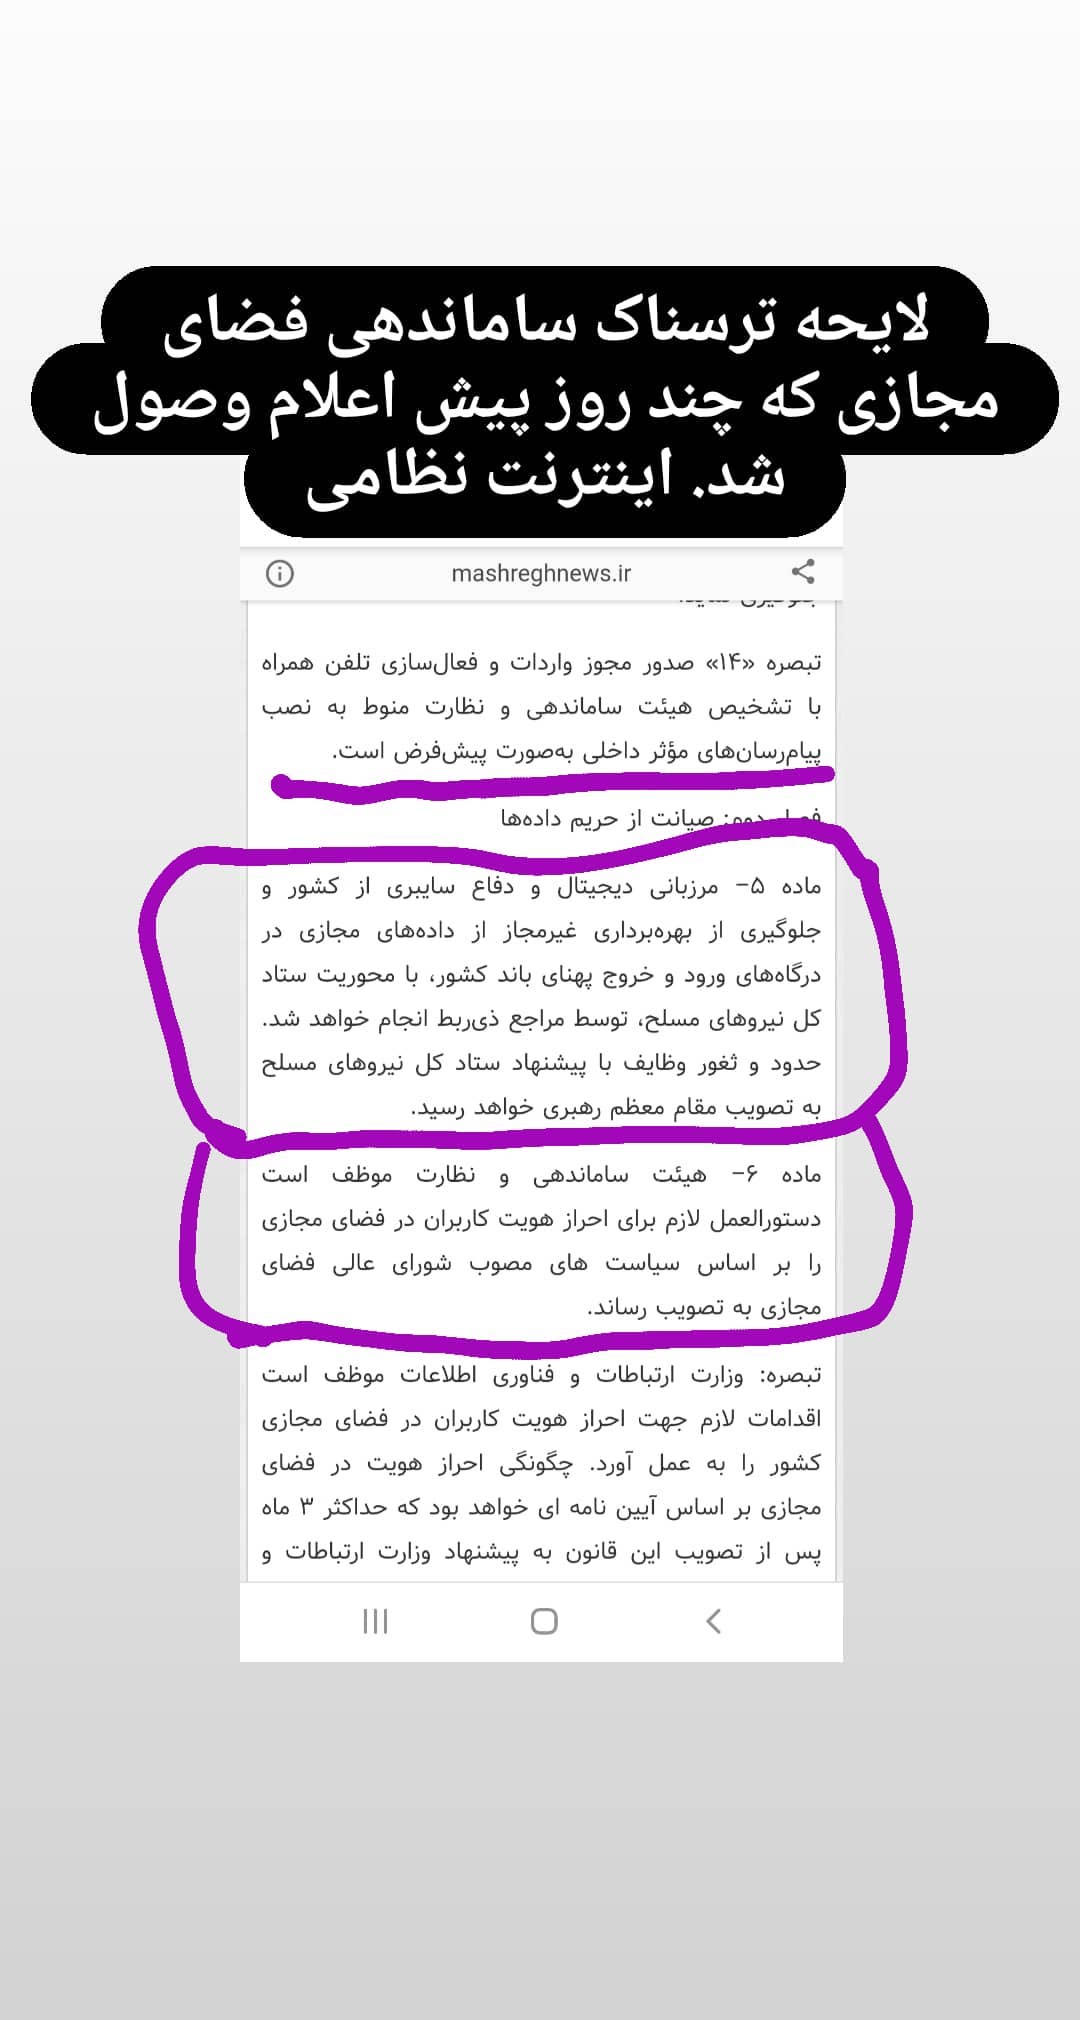 لایحه ترسناک ساماندهی فضای
مجازی که چند روز پیش اعلام وصول
شد. اینترنت نظامی
mashreghnews.ir
تبصره «۱۴» صدور مجوز واردات و فعال‌سازی تلفن همراه
با تشخیص هیئت ساماندهی و نظارت منوط به نصب
پیام‌رسان‌های مؤثر داخلی به‌صورت پیش‌فرض است.
فصل دوم: صیانت از حریم داده‌ها
ماده ۵- مرزبانی دیجیتال و دفاع سایبری از کشور و
جلوگیری از بهره‌برداری غیرمجاز از داده‌های مجازی در
درگاه‌های ورود و خروج پهنای باند کشور، با محوریت ستاد
کل نیروهای مسلح، توسط مراجع ذی‌ربط انجام خواهد شد.
حدود و ثغور وظایف با پیشنهاد ستاد کل نیروهای مسلح
به تصویب مقام معظم رهبری خواهد رسید.
ماده ۶- هیئت ساماندهی و نظارت موظف است
دستورالعمل لازم برای احراز هویت کاربران در فضای مجازی
را بر اساس سیاست های مصوب شورای عالی فضای
مجازی به تصویب رساند.
تبصره: وزارت ارتباطات و فناوری اطلاعات موظف است
اقدامات لازم جهت احراز هویت کاربران در فضای مجازی
کشور را به عمل آورد. چگونگی احراز هویت در فضای
مجازی بر اساس آیین نامه ای خواهد بود که حداکثر ۳ ماه
پس از تصویب این قانون به پیشنهاد وزارت ارتباطات و